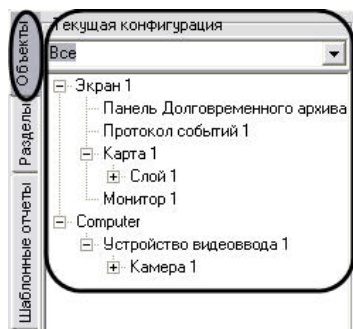 Объекты
Разделы
Шаблонные отчеты
Текущая конфигурация
Все
Экран 1
Панель Долговременного архива
Протокол событий 1
Карта 1
Слой 1
Монитор 1
Computer
Устройство видеоввода 1
Камера 1